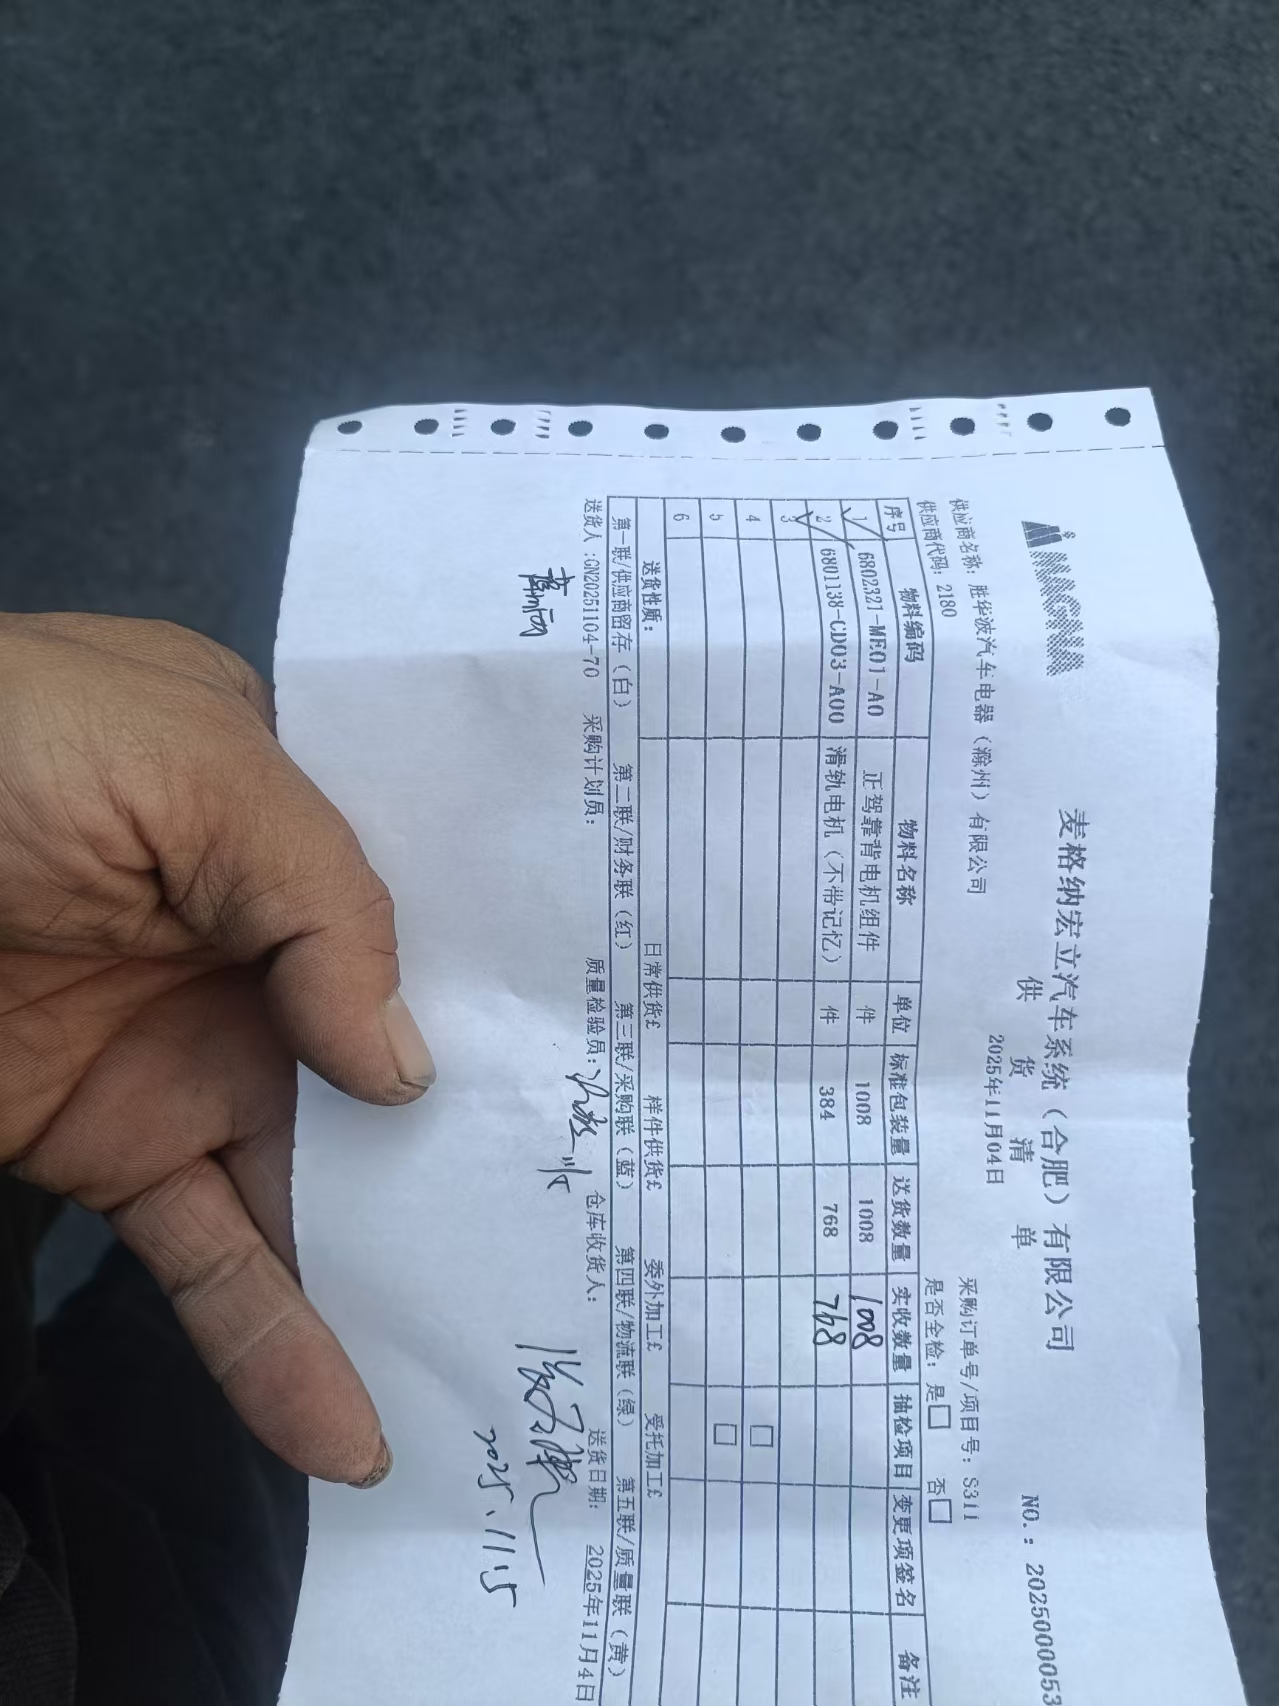 MAGNA
麦格纳宏立汽车系统（合肥）有限公司
供 货 清 单
NO.: 2025000053
2025年11月04日
供应商名称: 胜华波汽车电器（滁州）有限公司 采购订单号/项目号: S311
供应商代码: 2180 是否全检: 是□ 否□
序号 物料编码 物料名称 单位 标准包装量 送货数量 实收数量 抽检项目 变更项签名 备注
1 6802321-ME01-A0 正驾靠背电机组件 件 1008 1008 1008
2 6801138-CD03-A00 滑轨电机（不带记忆） 件 384 768 768
3
4 □
5 □
6
送货性质: 日常供货£ 样件供货£ 委外加工£ 受托加工£
第一联/供应商留存（白） 第二联/财务联（红） 第三联/采购联（蓝） 第四联/物流联（绿） 第五联/质量联（黄）
送货人:GN20251104-70 采购计划员: 质量检验员: 仓库收货人: 送货日期: 2025年11月4日
2025.11.5